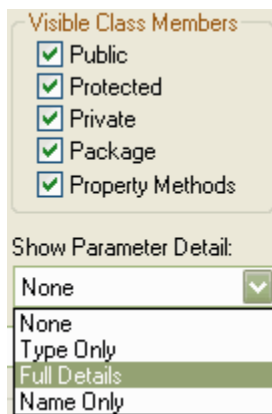 Visible Class Members
Public
Protected
Private
Package
Property Methods
Show Parameter Detail:
None
None
Type Only
Full Details
Name Only